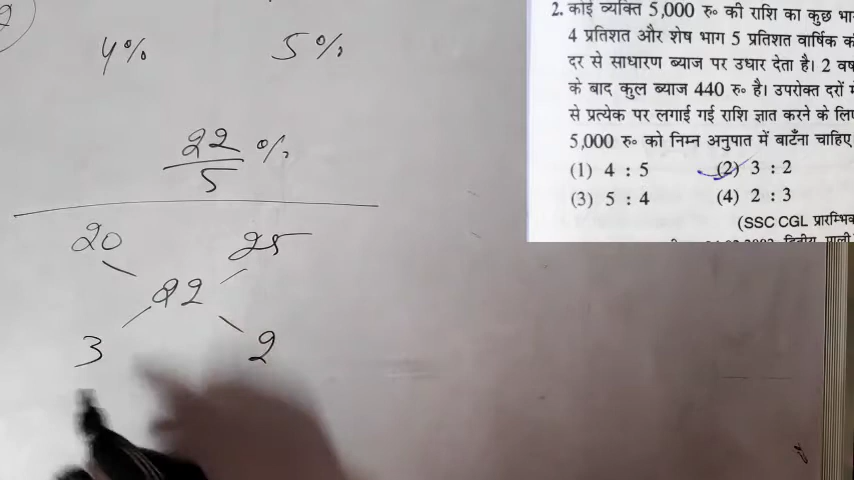 2
4% 5%
22/5 %
20 25
22
3 2
2. कोई व्यक्ति 5,000 रु० की राशि का कुछ भा
4 प्रतिशत और शेष भाग 5 प्रतिशत वार्षिक क
दर से साधारण ब्याज पर उधार देता है। 2 वर्ष
के बाद कुल ब्याज 440 रु० है। उपरोक्त दरों में
से प्रत्येक पर लगाई गई राशि ज्ञात करने के लिए
5,000 रु० को निम्न अनुपात में बाटँना चाहिए
(1) 4 : 5 (2) 3 : 2
(3) 5 : 4 (4) 2 : 3
(SSC CGL प्रारम्भिक